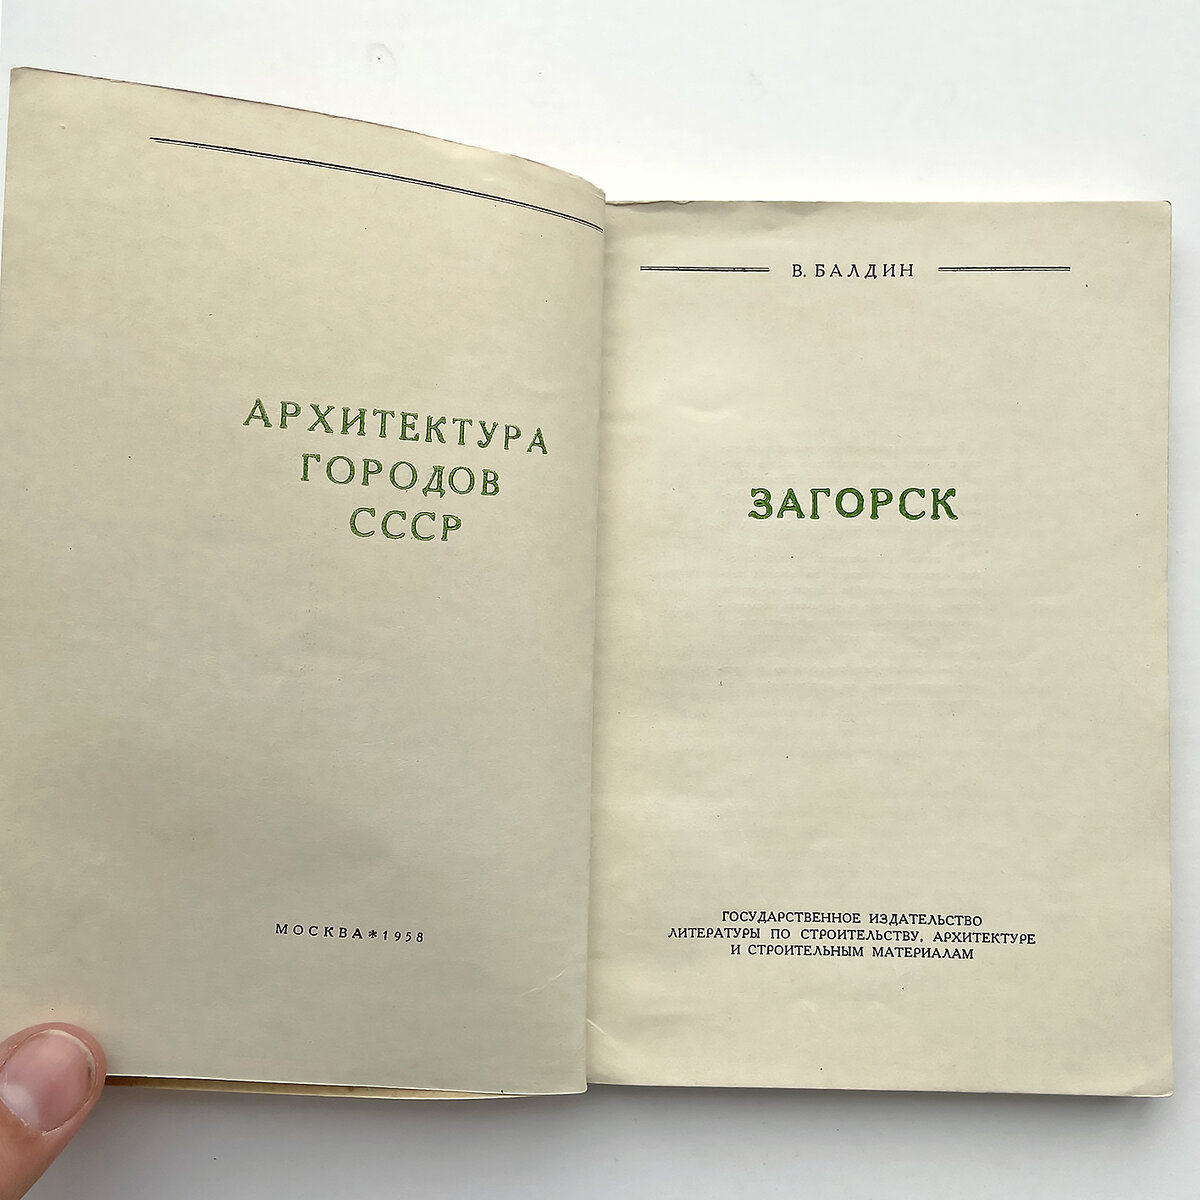 АРХИТЕКТУРА
ГОРОДОВ
СССР
МОСКВА*1958
В. БАЛДИН
ЗАГОРСК
ГОСУДАРСТВЕННОЕ ИЗДАТЕЛЬСТВО
ЛИТЕРАТУРЫ ПО СТРОИТЕЛЬСТВУ, АРХИТЕКТУРЕ
И СТРОИТЕЛЬНЫМ МАТЕРИАЛАМ